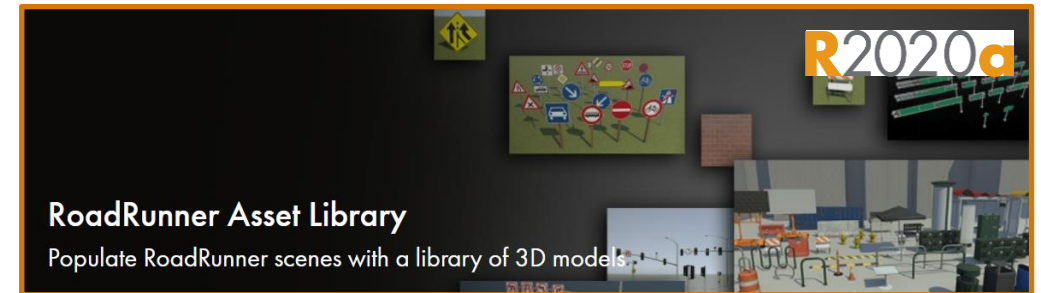 R2020a
RoadRunner Asset Library
Populate RoadRunner scenes with a library of 3D models.